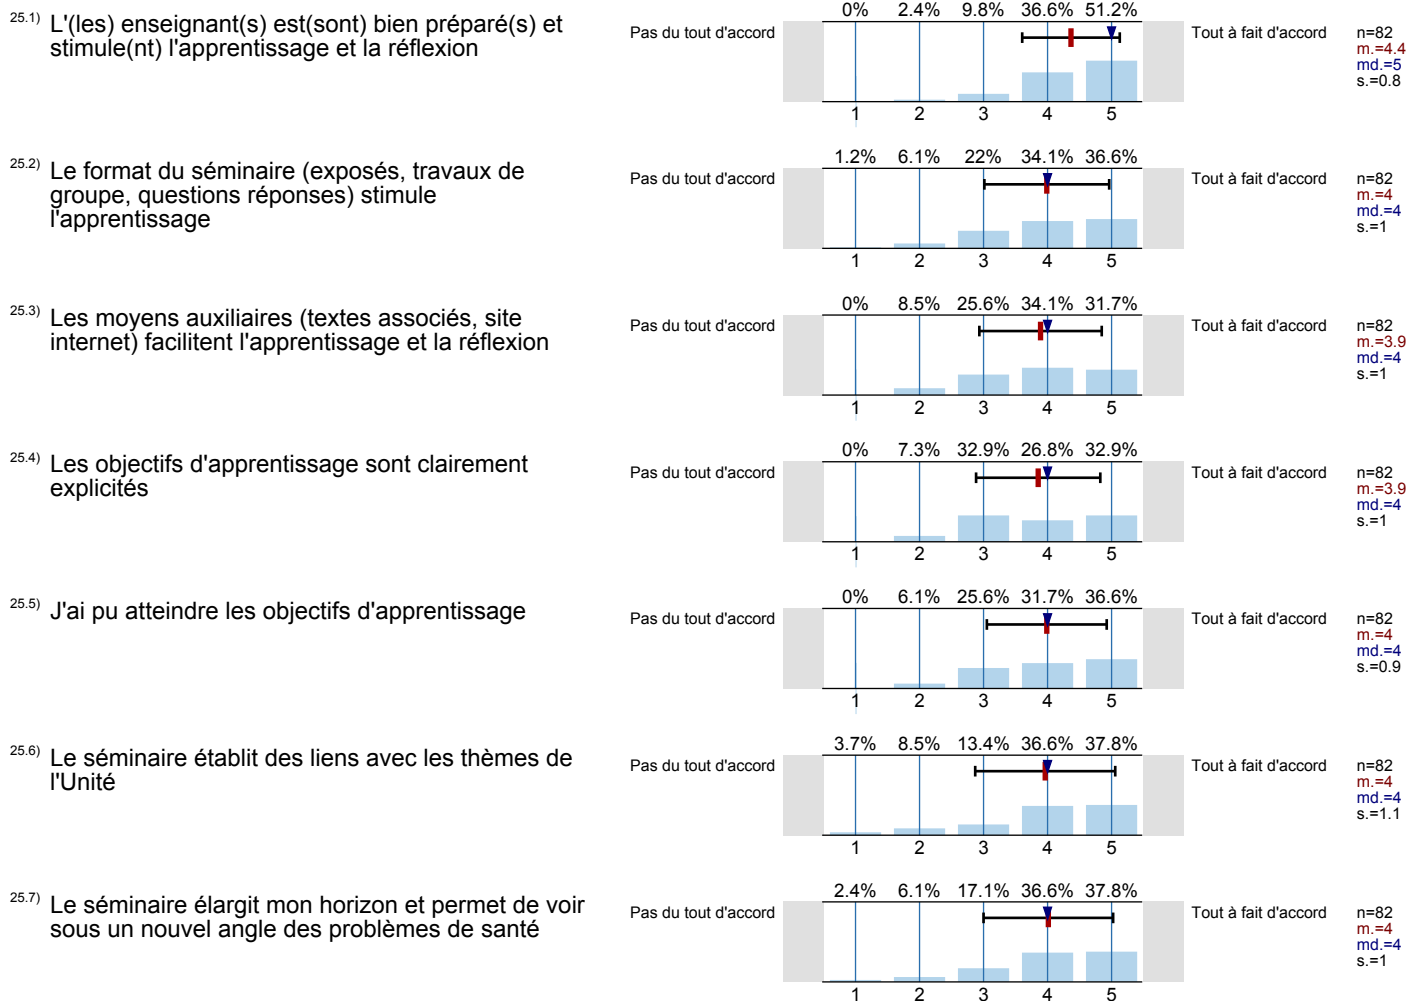 25.1) L'(les) enseignant(s) est(sont) bien préparé(s) et
stimule(nt) l'apprentissage et la réflexion
Pas du tout d'accord
0% 2.4% 9.8% 36.6% 51.2%
1 2 3 4 5
Tout à fait d'accord
n=82
m.=4.4
md.=5
s.=0.8
25.2) Le format du séminaire (exposés, travaux de
groupe, questions réponses) stimule
l'apprentissage
Pas du tout d'accord
1.2% 6.1% 22% 34.1% 36.6%
1 2 3 4 5
Tout à fait d'accord
n=82
m.=4
md.=4
s.=1
25.3) Les moyens auxiliaires (textes associés, site
internet) facilitent l'apprentissage et la réflexion
Pas du tout d'accord
0% 8.5% 25.6% 34.1% 31.7%
1 2 3 4 5
Tout à fait d'accord
n=82
m.=3.9
md.=4
s.=1
25.4) Les objectifs d'apprentissage sont clairement
explicités
Pas du tout d'accord
0% 7.3% 32.9% 26.8% 32.9%
1 2 3 4 5
Tout à fait d'accord
n=82
m.=3.9
md.=4
s.=1
25.5) J'ai pu atteindre les objectifs d'apprentissage
Pas du tout d'accord
0% 6.1% 25.6% 31.7% 36.6%
1 2 3 4 5
Tout à fait d'accord
n=82
m.=4
md.=4
s.=0.9
25.6) Le séminaire établit des liens avec les thèmes de
l'Unité
Pas du tout d'accord
3.7% 8.5% 13.4% 36.6% 37.8%
1 2 3 4 5
Tout à fait d'accord
n=82
m.=4
md.=4
s.=1.1
25.7) Le séminaire élargit mon horizon et permet de voir
sous un nouvel angle des problèmes de santé
Pas du tout d'accord
2.4% 6.1% 17.1% 36.6% 37.8%
1 2 3 4 5
Tout à fait d'accord
n=82
m.=4
md.=4
s.=1